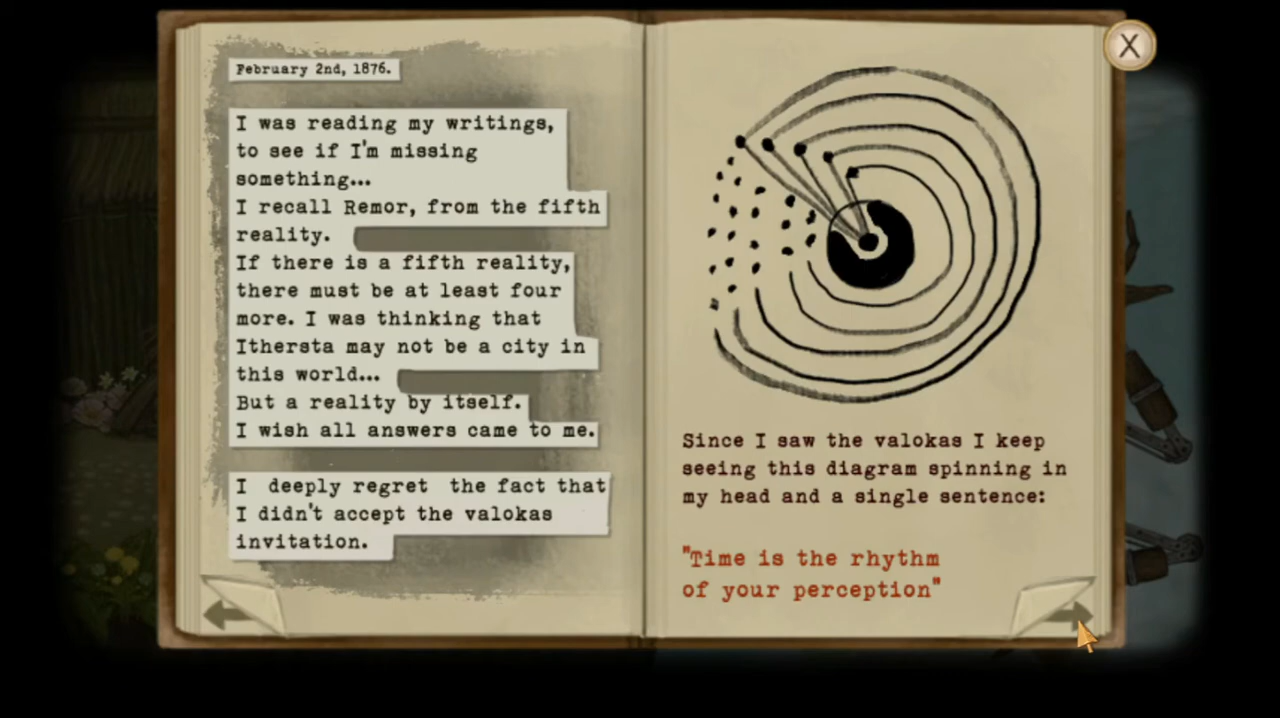 February 2nd, 1876.
I was reading my writings,
to see if I'm missing
something...
I recall Remor, from the fifth
reality.
If there is a fifth reality,
there must be at least four
more. I was thinking that
Ithersta may not be a city in
this world...
But a reality by itself.
I wish all answers came to me.
I deeply regret the fact that
I didn't accept the valokas
invitation.
X
Since I saw the valokas I keep
seeing this diagram spinning in
my head and a single sentence:
"Time is the rhythm
of your perception"